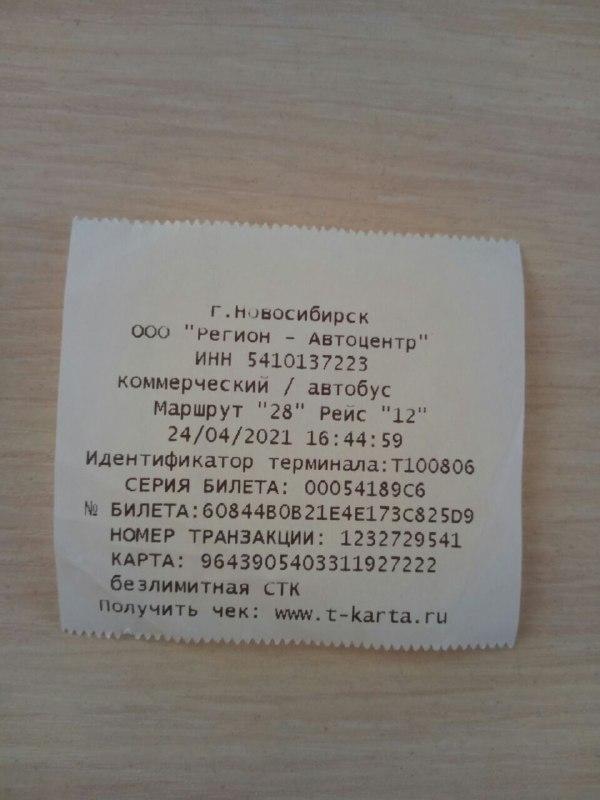 г.Новосибирск
ООО "Регион - Автоцентр"
ИНН 5410137223
коммерческий / автобус
Маршрут "28" Рейс "12"
24/04/2021 16:44:59
Идентификатор терминала:T100806
СЕРИЯ БИЛЕТА: 00054189C6
№ БИЛЕТА:60844B0B21E4E173C825D9
НОМЕР ТРАНЗАКЦИИ: 1232729541
КАРТА: 9643905403311927222
безлимитная СТК
Получить чек: www.t-karta.ru